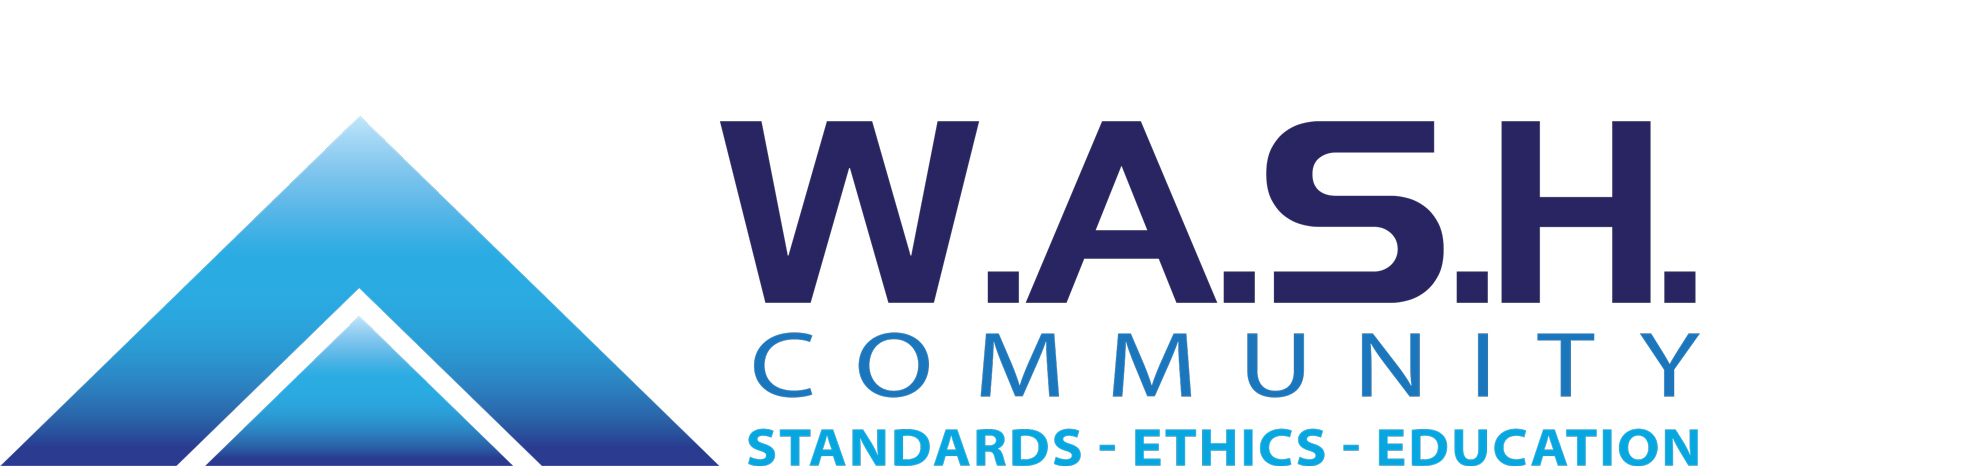 W.A.S.H.
COMMUNITY
STANDARDS - ETHICS - EDUCATION